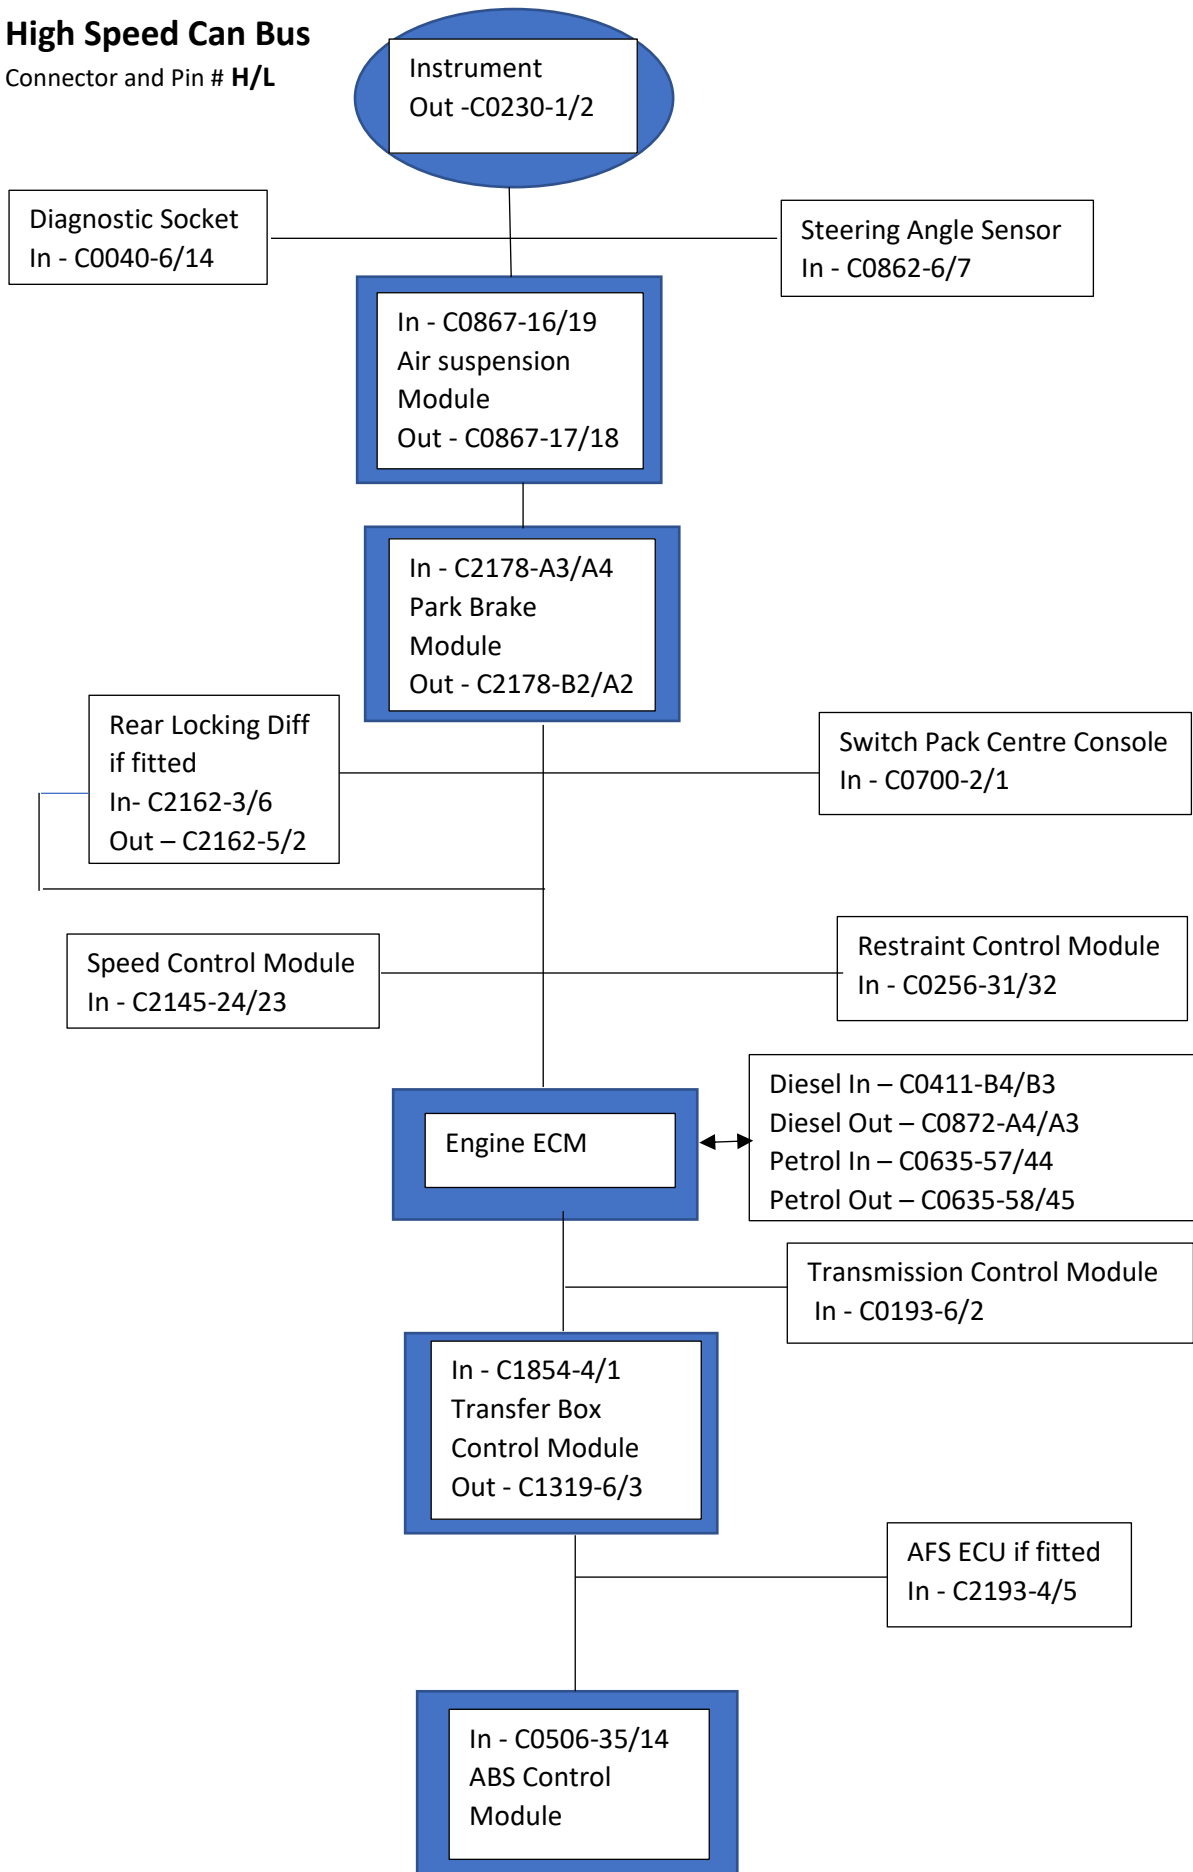 High Speed Can Bus
Connector and Pin # H/L
Instrument
Out -C0230-1/2
Diagnostic Socket
In - C0040-6/14
Steering Angle Sensor
In - C0862-6/7
In - C0867-16/19
Air suspension
Module
Out - C0867-17/18
In - C2178-A3/A4
Park Brake
Module
Out - C2178-B2/A2
Rear Locking Diff
if fitted
In- C2162-3/6
Out – C2162-5/2
Switch Pack Centre Console
In - C0700-2/1
Speed Control Module
In - C2145-24/23
Restraint Control Module
In - C0256-31/32
Engine ECM
Diesel In – C0411-B4/B3
Diesel Out – C0872-A4/A3
Petrol In – C0635-57/44
Petrol Out – C0635-58/45
Transmission Control Module
In - C0193-6/2
In - C1854-4/1
Transfer Box
Control Module
Out - C1319-6/3
AFS ECU if fitted
In - C2193-4/5
In - C0506-35/14
ABS Control
Module